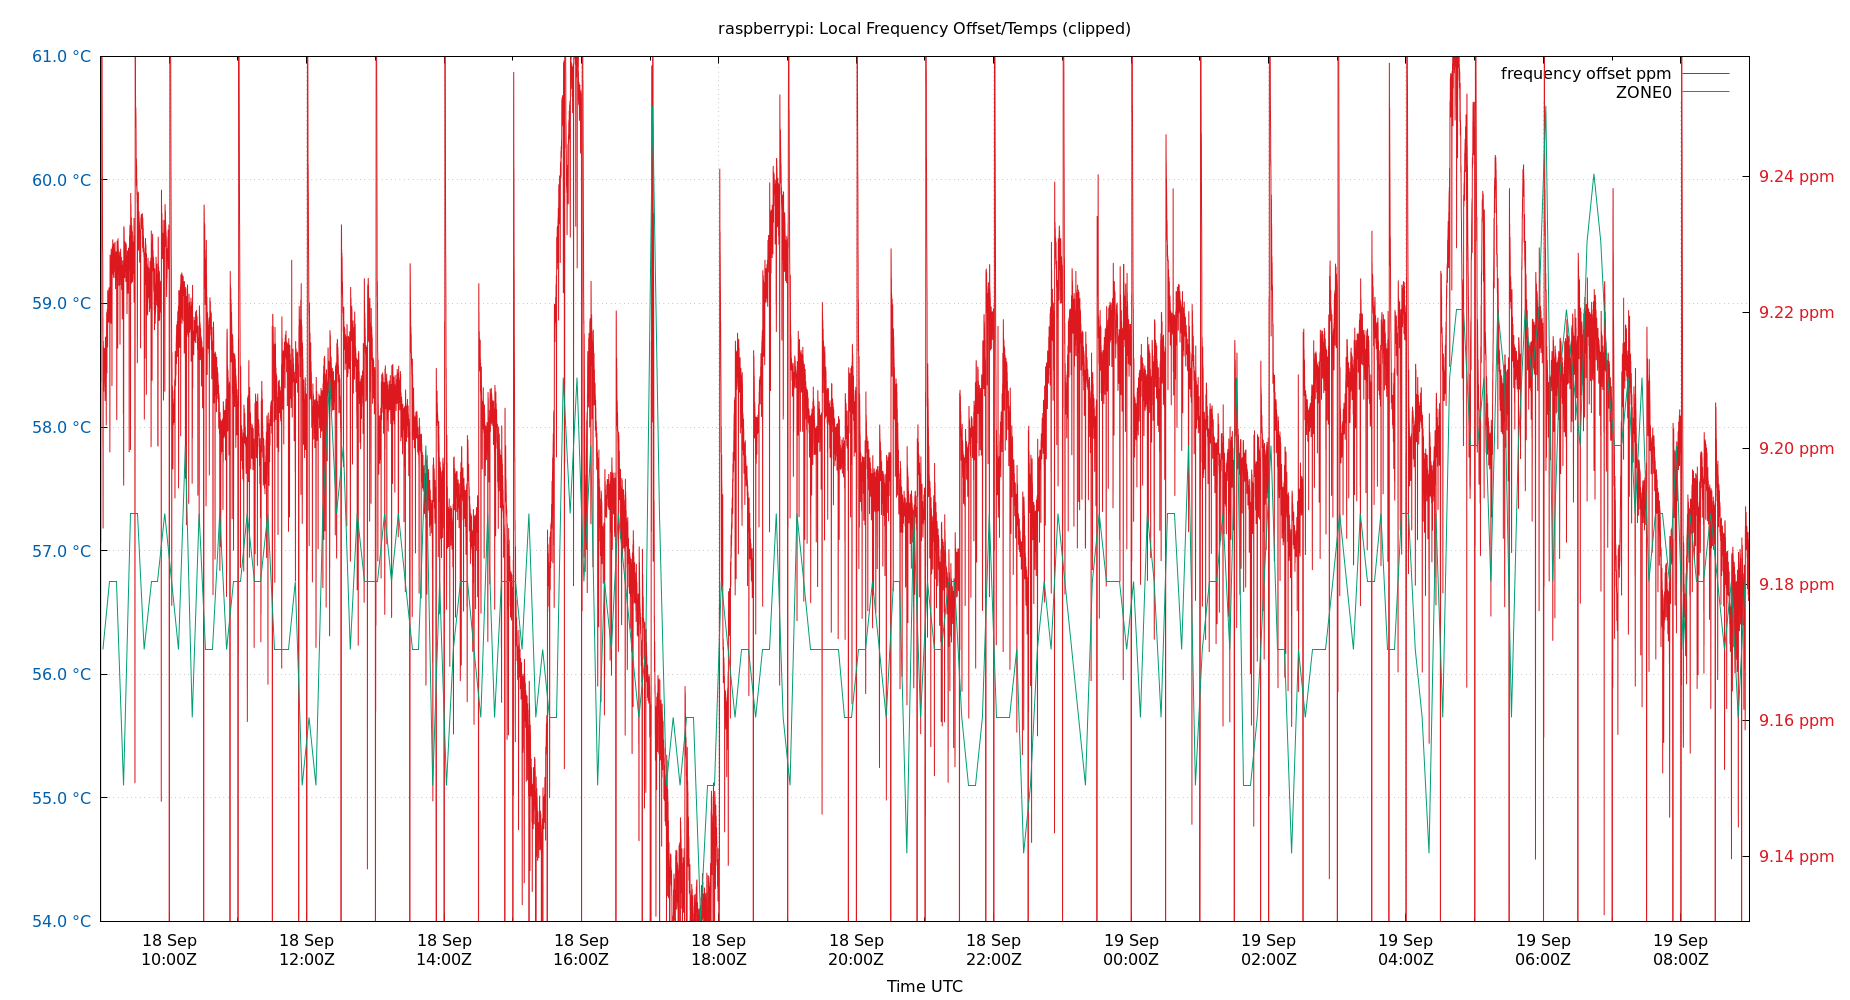 raspberrypi: Local Frequency Offset/Temps (clipped)
frequency offset ppm
ZONE0
61.0 °C
60.0 °C
59.0 °C
58.0 °C
57.0 °C
56.0 °C
55.0 °C
54.0 °C
9.24 ppm
9.22 ppm
9.20 ppm
9.18 ppm
9.16 ppm
9.14 ppm
18 Sep 18 Sep 18 Sep 18 Sep 18 Sep 18 Sep 18 Sep 19 Sep 19 Sep 19 Sep 19 Sep 19 Sep
10:00Z 12:00Z 14:00Z 16:00Z 18:00Z 20:00Z 22:00Z 00:00Z 02:00Z 04:00Z 06:00Z 08:00Z
Time UTC